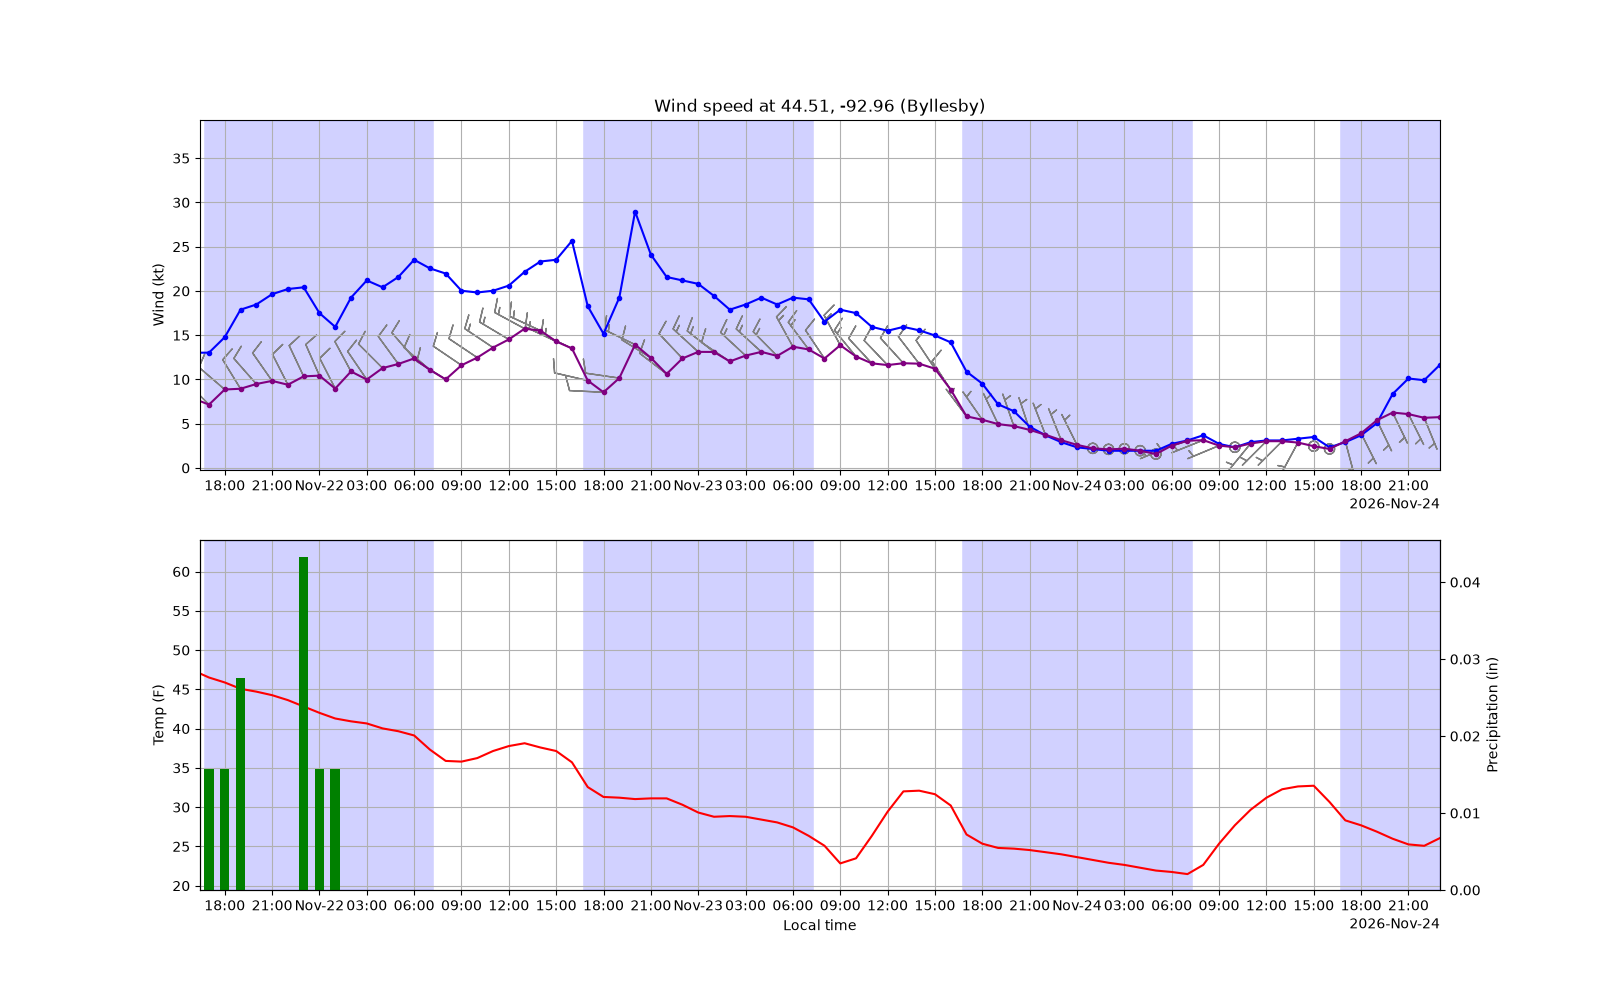 Wind speed at 44.51, -92.96 (Byllesby)
35
30
25
20
15
10
5
0
Wind (kt)
18:00 21:00 Nov-22 03:00 06:00 09:00 12:00 15:00 18:00 21:00 Nov-23 03:00 06:00 09:00 12:00 15:00 18:00 21:00 Nov-24 03:00 06:00 09:00 12:00 15:00 18:00 21:00
2026-Nov-24
60
55
50
45
40
35
30
25
20
Temp (F)
0.04
0.03
0.02
0.01
0.00
Precipitation (in)
18:00 21:00 Nov-22 03:00 06:00 09:00 12:00 15:00 18:00 21:00 Nov-23 03:00 06:00 09:00 12:00 15:00 18:00 21:00 Nov-24 03:00 06:00 09:00 12:00 15:00 18:00 21:00
2026-Nov-24
Local time